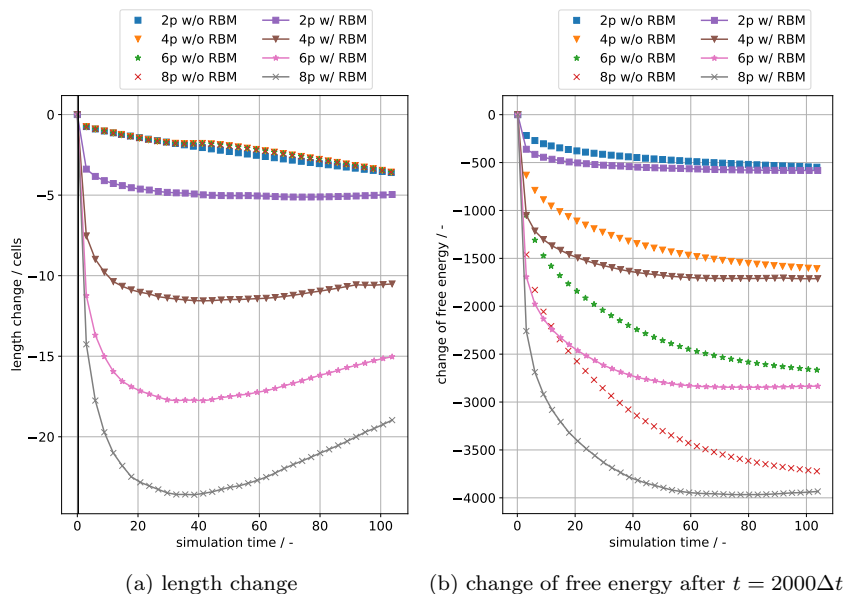 2p w/o RBM 2p w/ RBM
4p w/o RBM 4p w/ RBM
6p w/o RBM 6p w/ RBM
8p w/o RBM 8p w/ RBM
0
−5
−10
−15
−20
length change / cells
0 20 40 60 80 100
simulation time / -
(a) length change
2p w/o RBM 2p w/ RBM
4p w/o RBM 4p w/ RBM
6p w/o RBM 6p w/ RBM
8p w/o RBM 8p w/ RBM
0
−500
−1000
−1500
−2000
−2500
−3000
−3500
−4000
change of free energy / -
0 20 40 60 80 100
simulation time / -
(b) change of free energy after t = 2000Δt